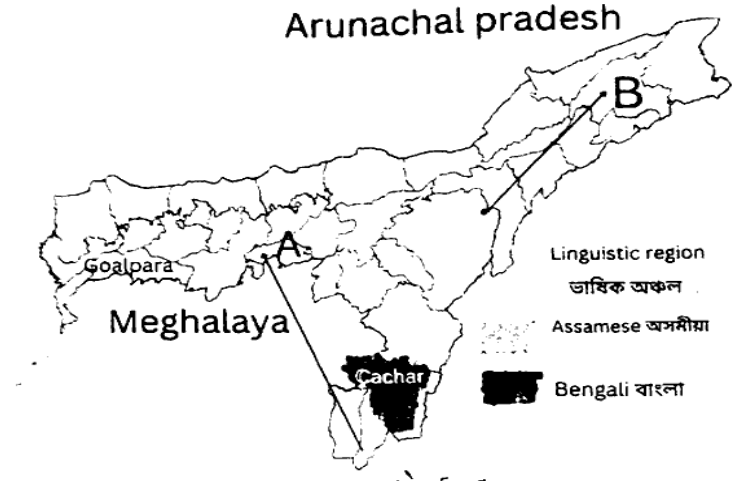 Arunachal pradesh
B
A
Goalpara
Meghalaya
Linguistic region
ভাষিক অঞ্চল
Assamese অসমীয়া
Cachar
Bengali বাংলা